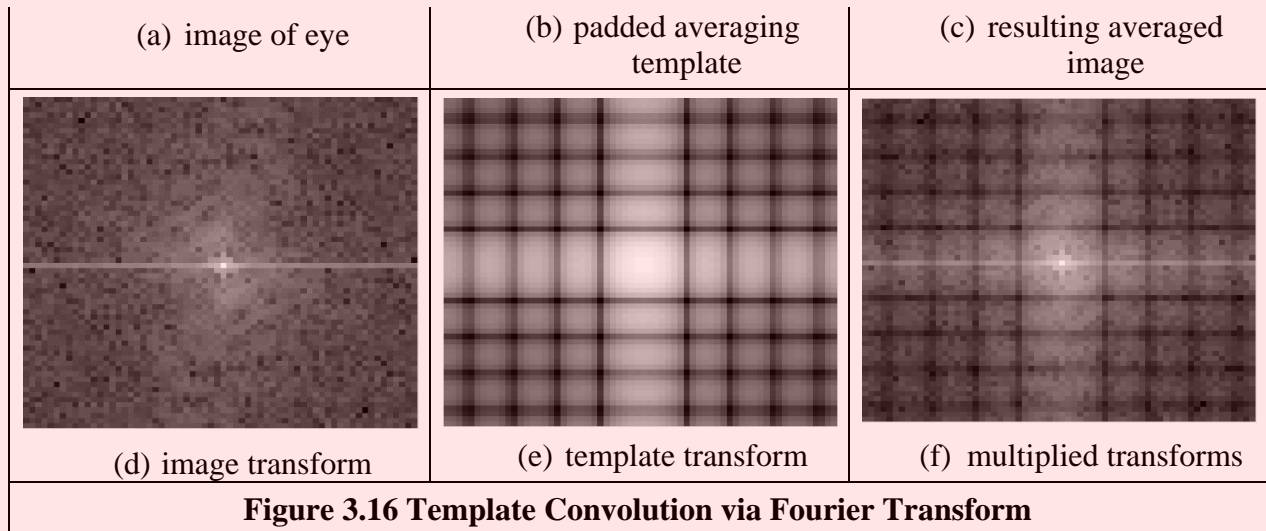 (a) image of eye
(b) padded averaging
template
(c) resulting averaged
image
(d) image transform
(e) template transform
(f) multiplied transforms
Figure 3.16 Template Convolution via Fourier Transform